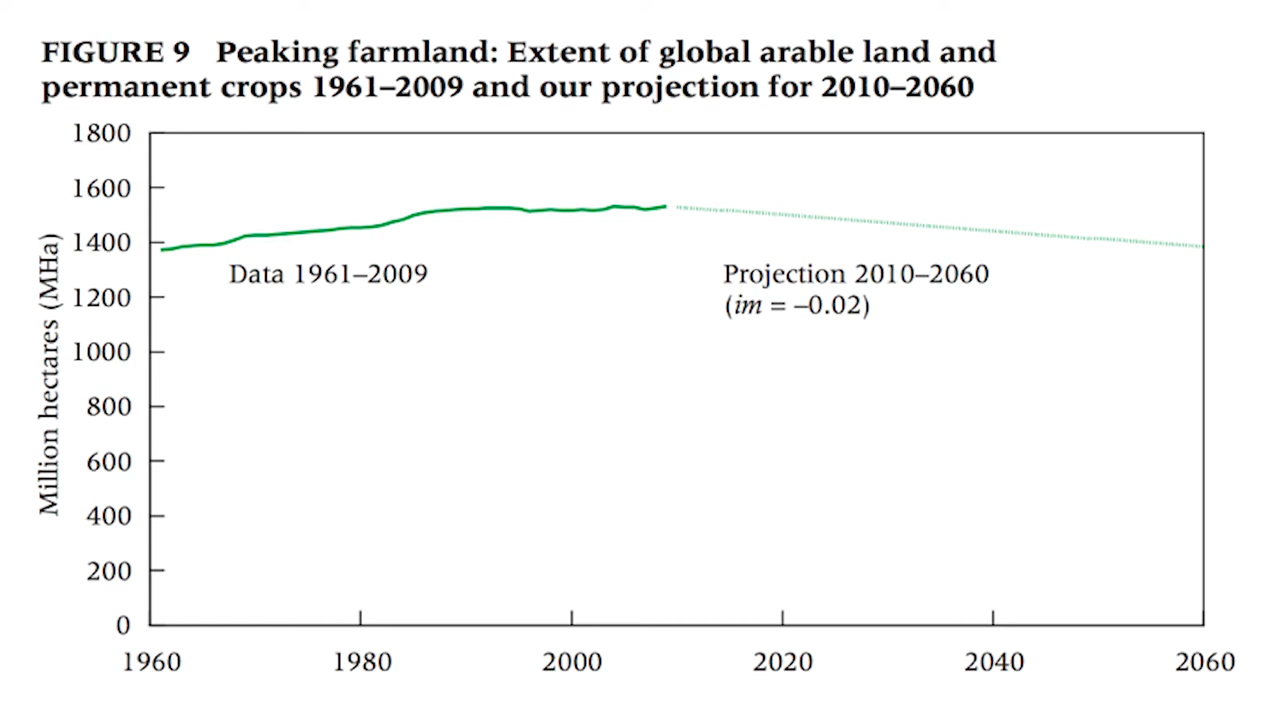 FIGURE 9 Peaking farmland: Extent of global arable land and
permanent crops 1961–2009 and our projection for 2010–2060
Million hectares (MHa)
1800
1600
1400
1200
1000
800
600
400
200
0
Data 1961–2009
Projection 2010–2060
(im = –0.02)
1960 1980 2000 2020 2040 2060